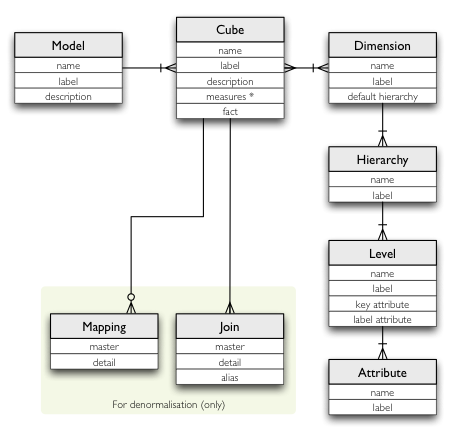 Model
name
label
description
Cube
name
label
description
measures *
fact
Dimension
name
label
default hierarchy
Hierarchy
name
label
Level
name
label
key attribute
label attribute
Attribute
name
label
Mapping
master
detail
Join
master
detail
alias
For denormalisation (only)